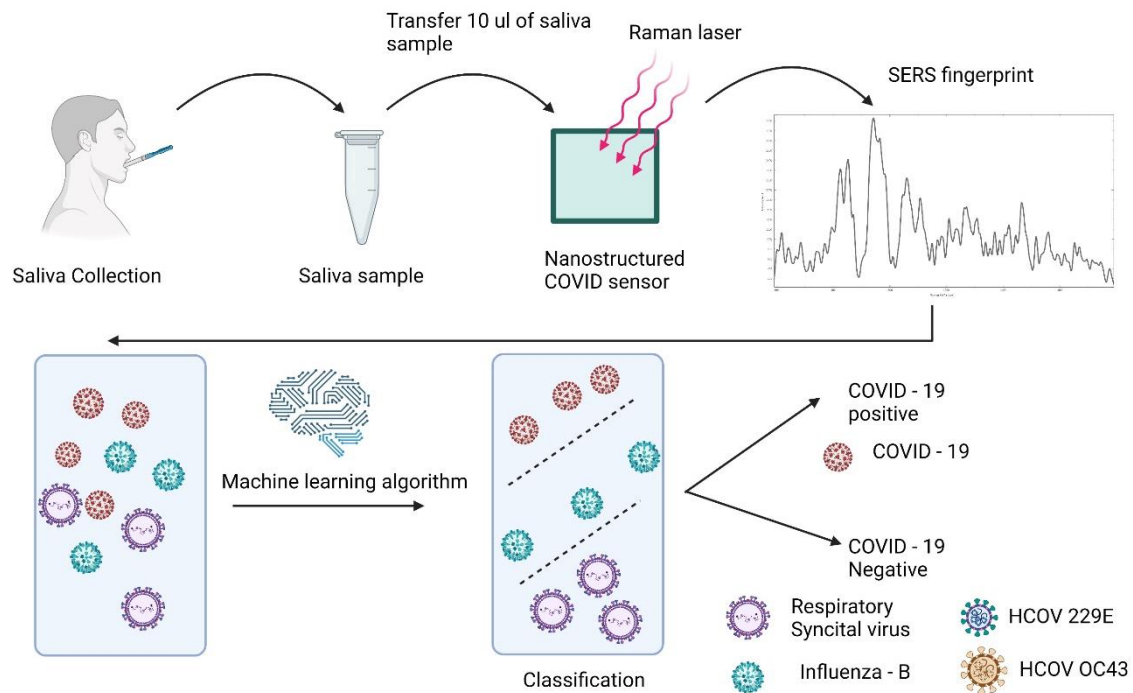 Transfer 10 ul of saliva
sample
Raman laser
SERS fingerprint
Saliva Collection
Saliva sample
Nanostructured
COVID sensor
Machine learning algorithm
COVID - 19
positive
COVID - 19
COVID - 19
Negative
Respiratory
Syncital virus
HCOV 229E
Influenza - B
HCOV OC43
Classification